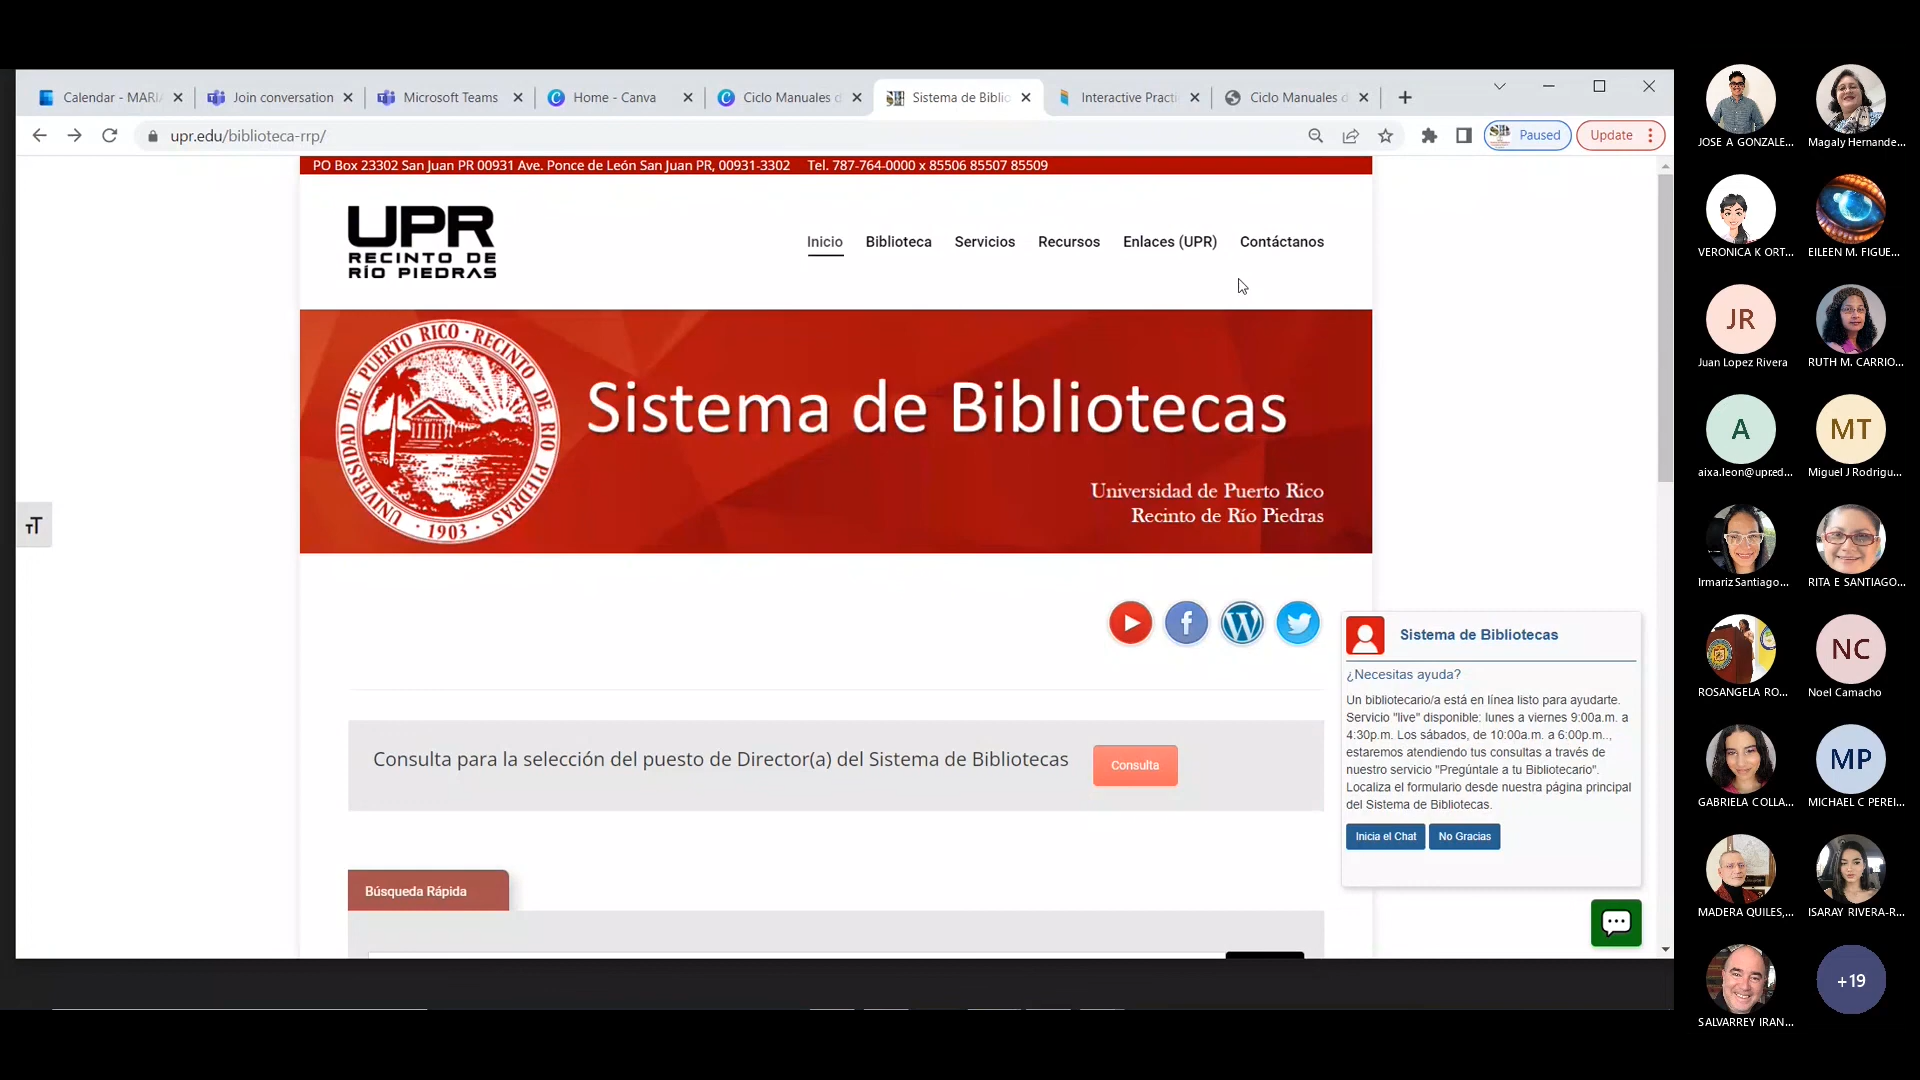 Calendar - MARI
Join conversation
Microsoft Teams
Home - Canva
Ciclo Manuales d
Sistema de Biblio
Interactive Practi
Ciclo Manuales d
upr.edu/biblioteca-rrp/
Paused
Update
PO Box 23302 San Juan PR 00931 Ave. Ponce de León San Juan PR, 00931-3302 Tel. 787-764-0000 x 85506 85507 85509
UPR
RECINTO DE
RÍO PIEDRAS
Inicio
Biblioteca
Servicios
Recursos
Enlaces (UPR)
Contáctanos
UNIVERSIDAD DE PUERTO RICO · RECINTO DE RÍO PIEDRAS
· 1903 ·
Sistema de Bibliotecas
Universidad de Puerto Rico
Recinto de Río Piedras
TT
Consulta para la selección del puesto de Director(a) del Sistema de Bibliotecas
Consulta
Búsqueda Rápida
Sistema de Bibliotecas
¿Necesitas ayuda?
Un bibliotecario/a está en línea listo para ayudarte.
Servicio "live" disponible: lunes a viernes 9:00a.m. a
4:30p.m. Los sábados, de 10:00a.m. a 6:00p.m..,
estaremos atendiendo tus consultas a través de
nuestro servicio "Pregúntale a tu Bibliotecario".
Localiza el formulario desde nuestra página principal
del Sistema de Bibliotecas.
Inicia el Chat
No Gracias
JOSE A GONZALE...
Magaly Hernande...
VERONICA K ORT...
EILEEN M. FIGUE...
JR
Juan Lopez Rivera
RUTH M. CARRIO...
A
aixa.leon@upr.ed...
MT
Miguel J Rodrigu...
Irmariz Santiago...
RITA E SANTIAGO...
ROSANGELA RO...
NC
Noel Camacho
GABRIELA COLLA...
MP
MICHAEL C PEREI...
MADERA QUILES,...
ISARAY RIVERA-R...
SALVARREY IRAN...
+19